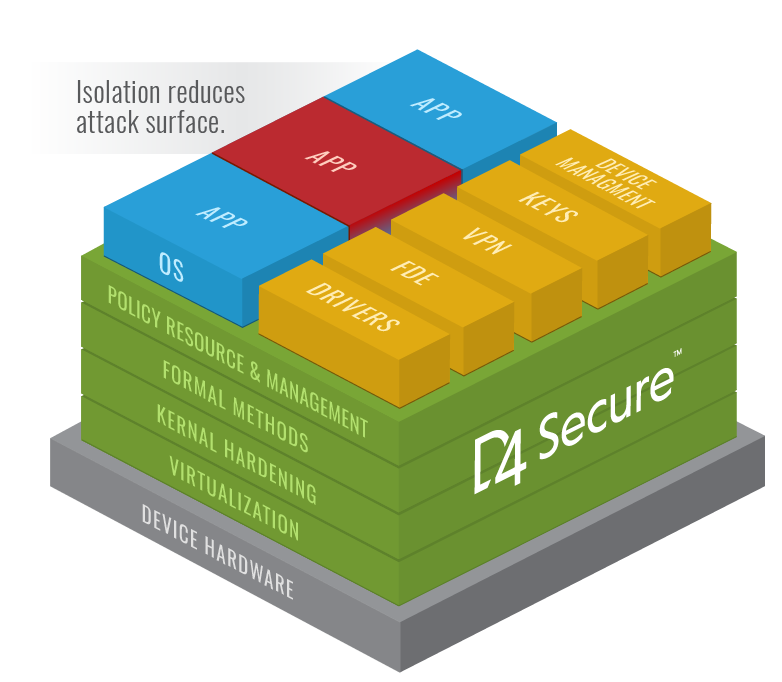 Isolation reduces
attack surface.
APP
APP
APP
OS
DEVICE
MANAGMENT
KEYS
VPN
FDE
DRIVERS
POLICY RESOURCE & MANAGEMENT
FORMAL METHODS
KERNAL HARDENING
VIRTUALIZATION
D4 Secure™
DEVICE HARDWARE